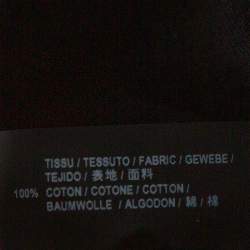 TISSU / TESSUTO / FABRIC / GEWEBE /
TEJIDO / 表地 / 面料
100% COTON / COTONE / COTTON /
BAUMWOLLE / ALGODON / 綿 / 棉